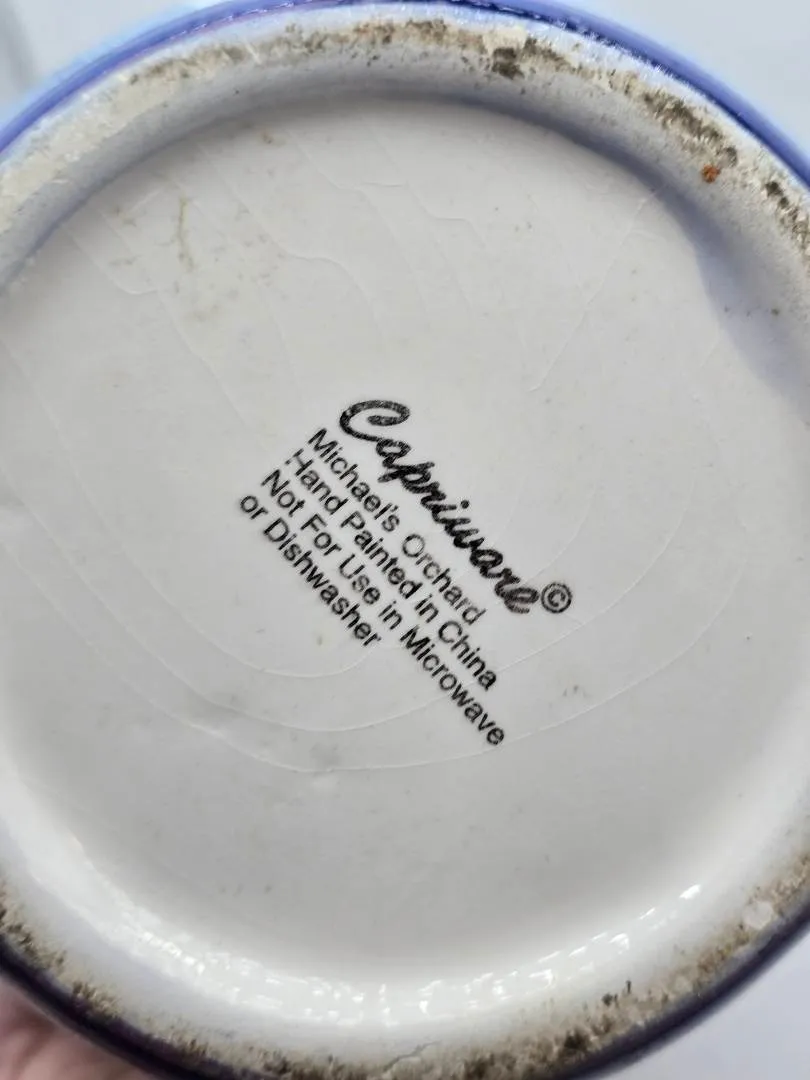 Capriware©
Michael's Orchard
Hand Painted in China
Not For Use in Microwave
or Dishwasher